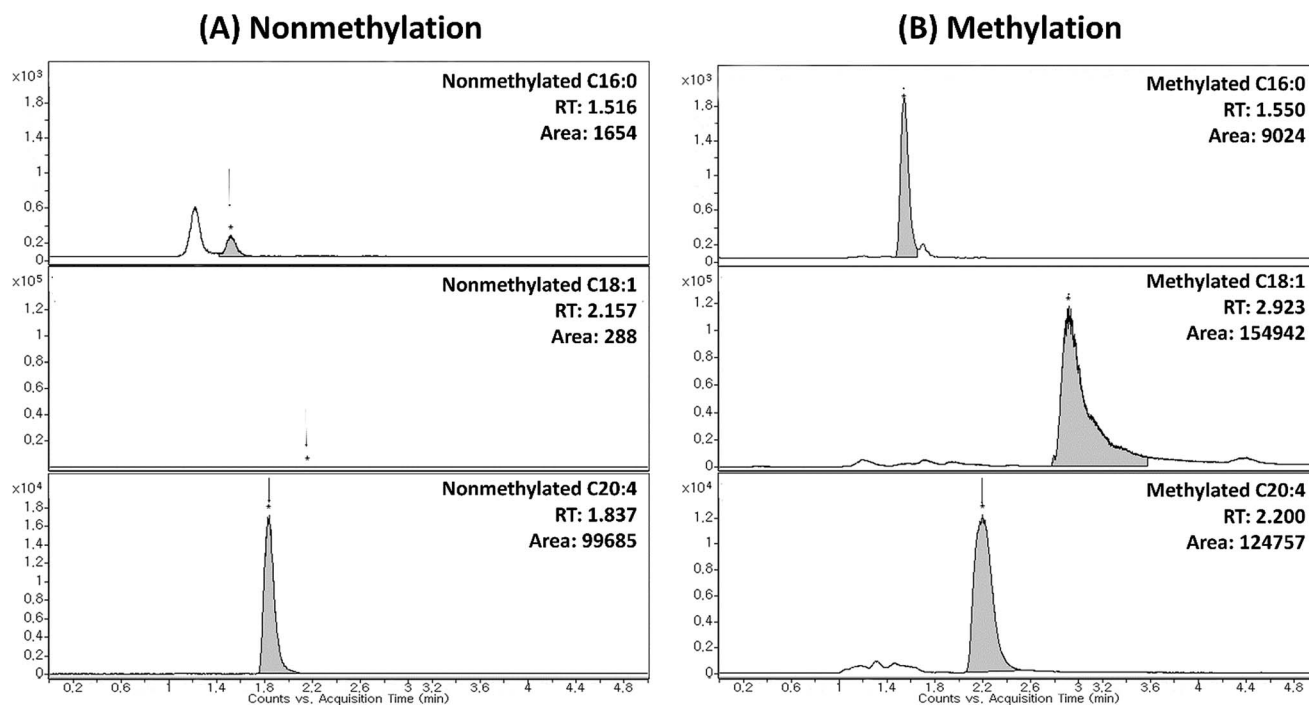 (A) Nonmethylation
×10³
1.8
1.4
1
0.6
0.2
0
Nonmethylated C16:0
RT: 1.516
Area: 1654
×10⁵
1.2
1
0.8
0.6
0.4
0.2
Nonmethylated C18:1
RT: 2.157
Area: 288
×10⁴
1.8
1.6
1.4
1.2
1
0.8
0.6
0.4
0.2
0
Nonmethylated C20:4
RT: 1.837
Area: 99685
0.2 0.6 1 1.4 1.8 2.2 2.6 3 3.2 3.6 4 4.4 4.8
Counts vs. Acquisition Time (min)
(B) Methylation
×10³
1.8
1.4
1
0.6
0.2
0
Methylated C16:0
RT: 1.550
Area: 9024
×10⁵
1.2
1
0.8
0.6
0.4
0.2
0
Methylated C18:1
RT: 2.923
Area: 154942
×10⁴
1.2
1
0.8
0.6
0.4
0.2
0
Methylated C20:4
RT: 2.200
Area: 124757
0.2 0.6 1 1.4 1.8 2.2 2.6 3 3.2 3.6 4 4.4 4.8
Counts vs. Acquisition Time (min)